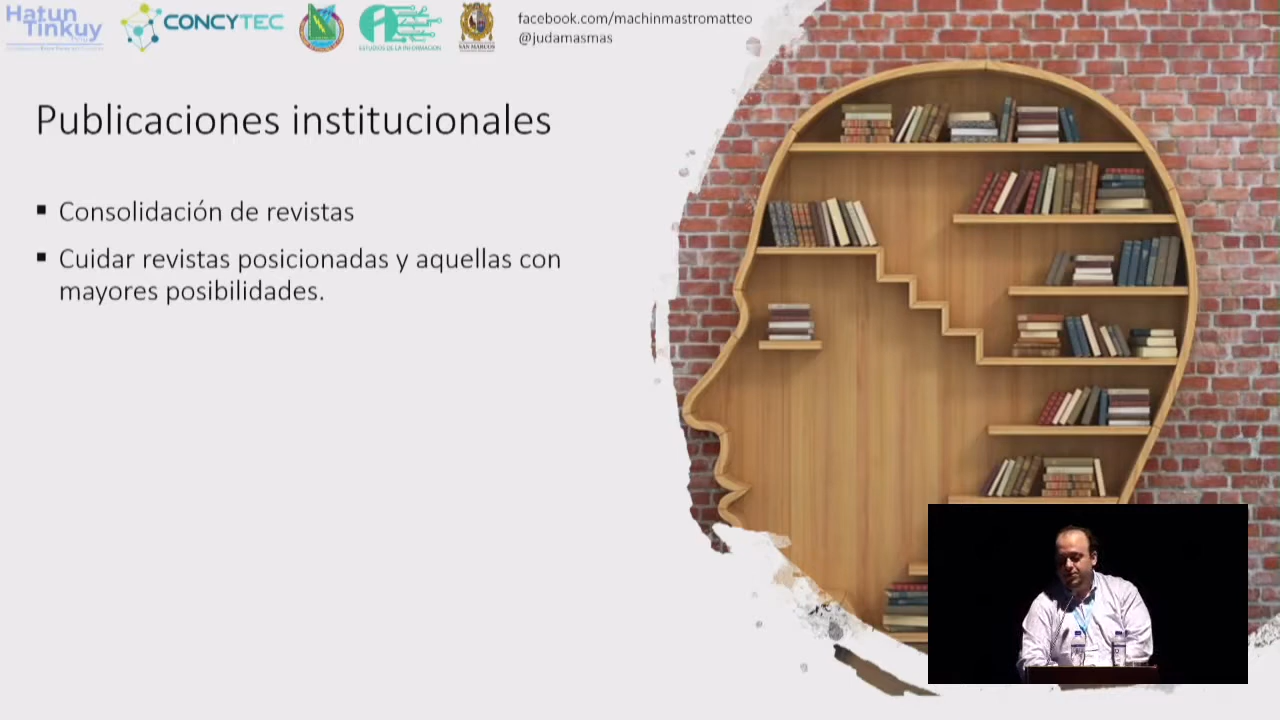 Hatun
Tinkuy
CONCYTEC
ESTUDIOS DE LA INFORMACIÓN
SAN MARCOS
facebook.com/machinmastromatteo
@judamasmas
Publicaciones institucionales
▪ Consolidación de revistas
▪ Cuidar revistas posicionadas y aquellas con
mayores posibilidades.